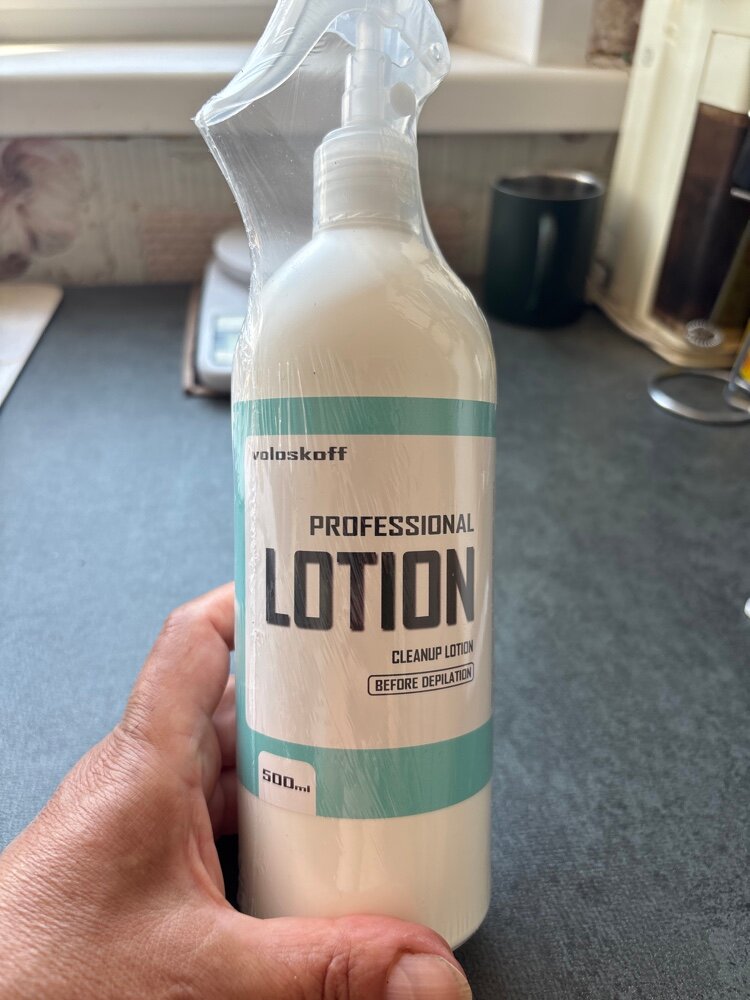 voloskoff
PROFESSIONAL
LOTION
CLEANUP LOTION
BEFORE DEPILATION
500ml